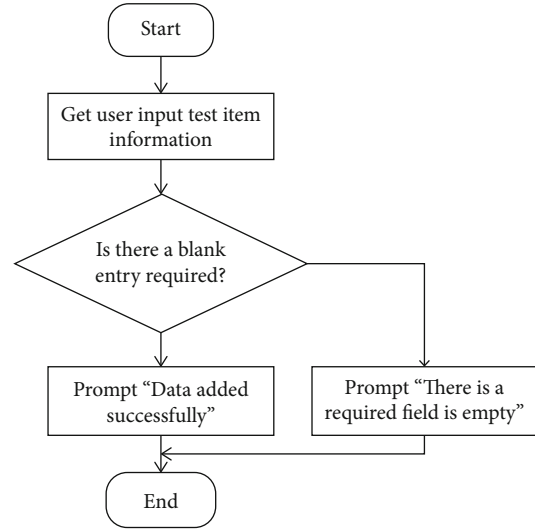 Start
Get user input test item
information
Is there a blank
entry required?
Prompt “Data added
successfully”
Prompt “There is a
required field is empty”
End